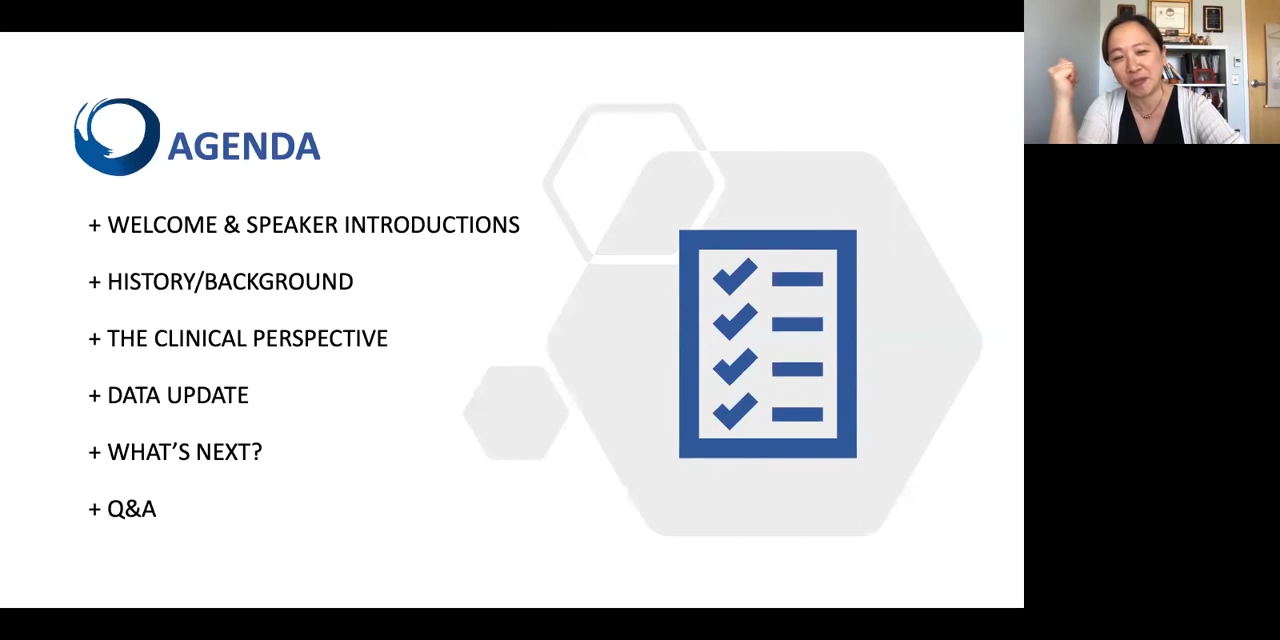 AGENDA
+ WELCOME & SPEAKER INTRODUCTIONS
+ HISTORY/BACKGROUND
+ THE CLINICAL PERSPECTIVE
+ DATA UPDATE
+ WHAT’S NEXT?
+ Q&A